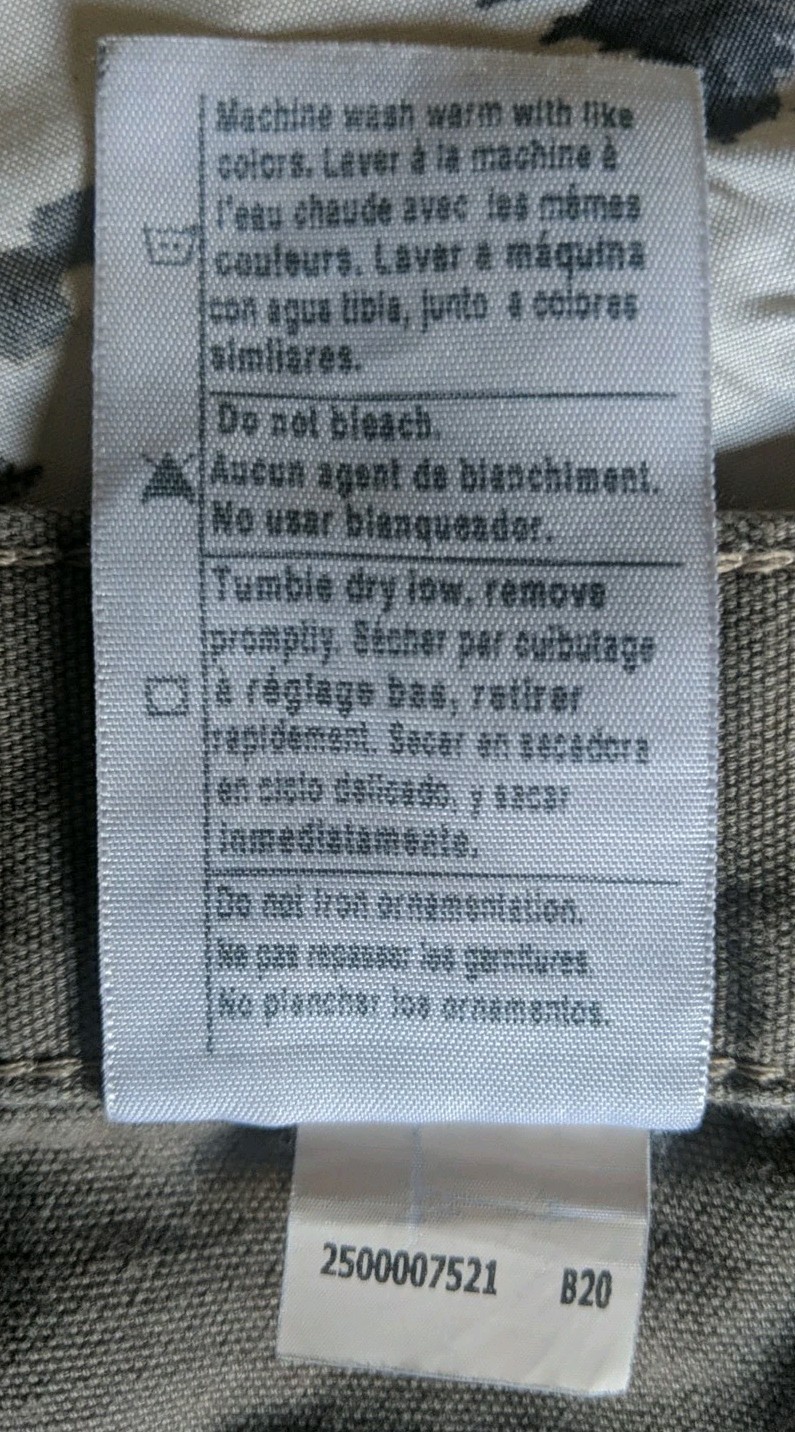 Machine wash warm with like
colors. Laver à la machine à
l'eau chaude avec les mêmes
couleurs. Lavar a máquina
con agua tibia, junto a colores
similares.
Do not bleach.
Aucun agent de blanchiment.
No usar blanqueador.
Tumble dry low, remove
promptly. Sécher par culbutage
à réglage bas, retirer
rapidement. Secar en secadora
en ciclo delicado, y sacar
inmediatamente.
Do not iron ornamentation.
Ne pas repasser les garnitures.
No planchar los ornamentos.
2500007521 B20